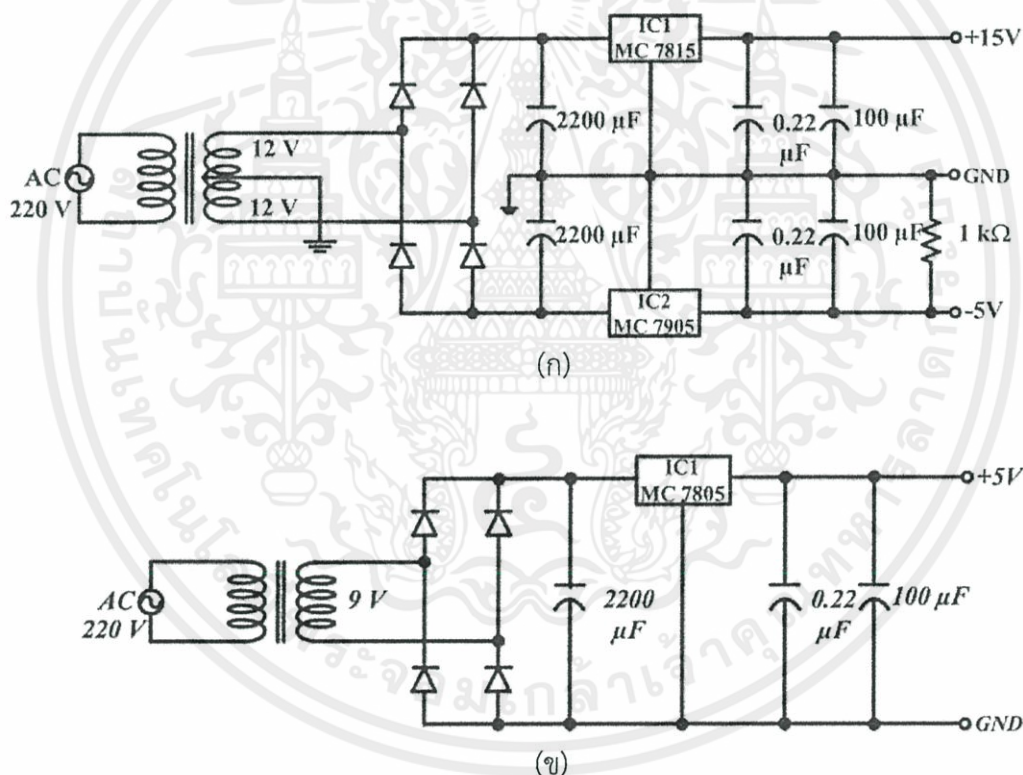 IC1
MC 7815
+15V
2200 µF
0.22
µF
100 µF
12 V
AC
220 V
12 V
GND
2200 µF
0.22
µF
100 µF
1 kΩ
IC2
MC 7905
-5V
(ก)
IC1
MC 7805
+5V
AC
220 V
9 V
2200
µF
0.22
µF
100 µF
GND
(ข)